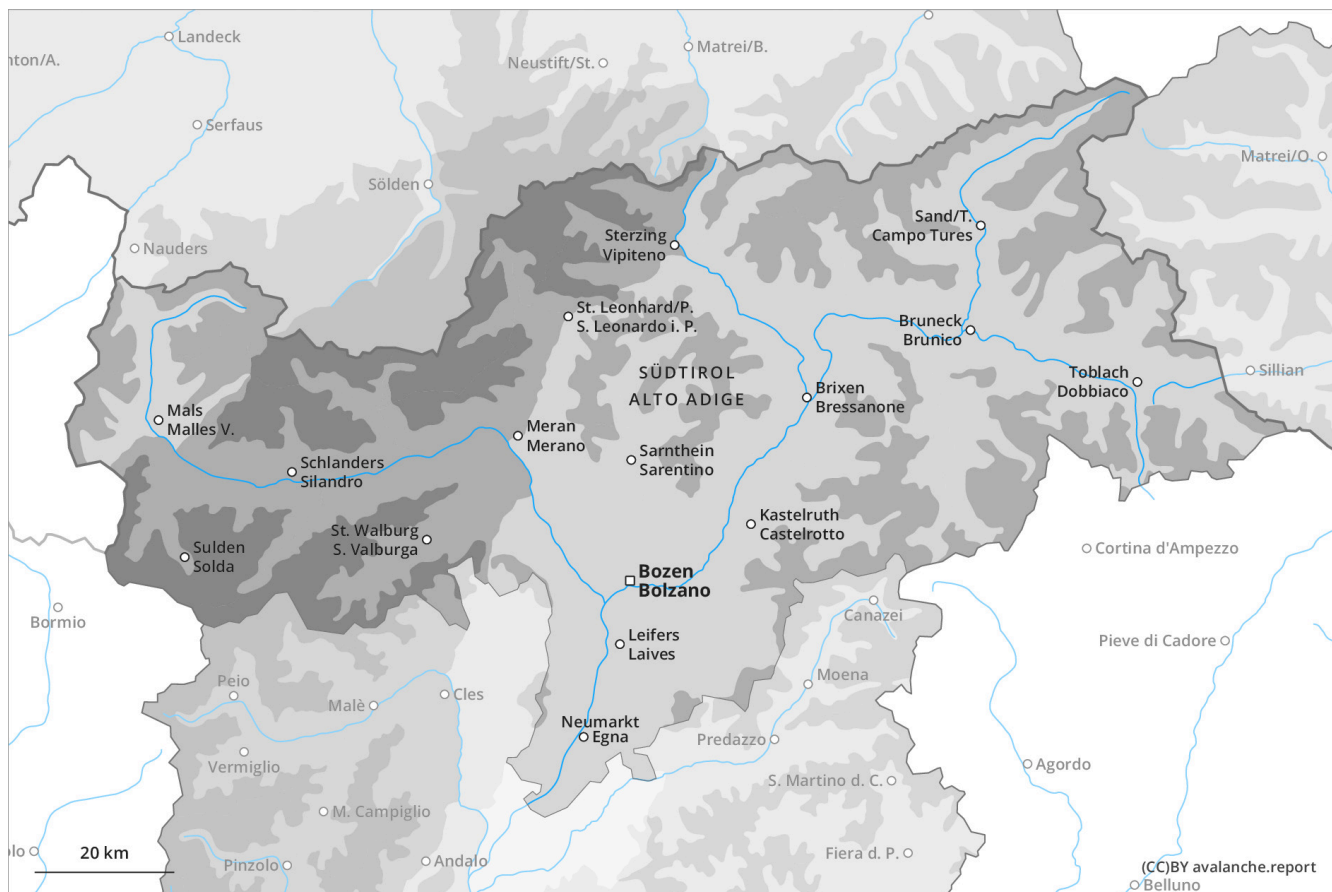 Landeck
Matrei/B.
nton/A.
Neustift/St.
Serfaus
Matrei/O.
Sölden
Sand/T.
Campo Tures
Nauders
Sterzing
Vipiteno
St. Leonhard/P.
S. Leonardo i. P.
Bruneck
Brunico
SÜDTIROL
ALTO ADIGE
Toblach
Dobbiaco
Sillian
Brixen
Bressanone
Mals
Malles V.
Meran
Merano
Schlanders
Silandro
Sarnthein
Sarentino
Kastelruth
Castelrotto
St. Walburg
S. Valburga
Sulden
Solda
Cortina d'Ampezzo
Bozen
Bolzano
Bormio
Canazei
Leifers
Laives
Pieve di Cadore
Peio
Malè
Cles
Moena
Neumarkt
Egna
Predazzo
Vermiglio
Agordo
S. Martino d. C.
M. Campiglio
olo
20 km
Pinzolo
Andalo
Fiera d. P.
(CC)BY avalanche.report
Belluno